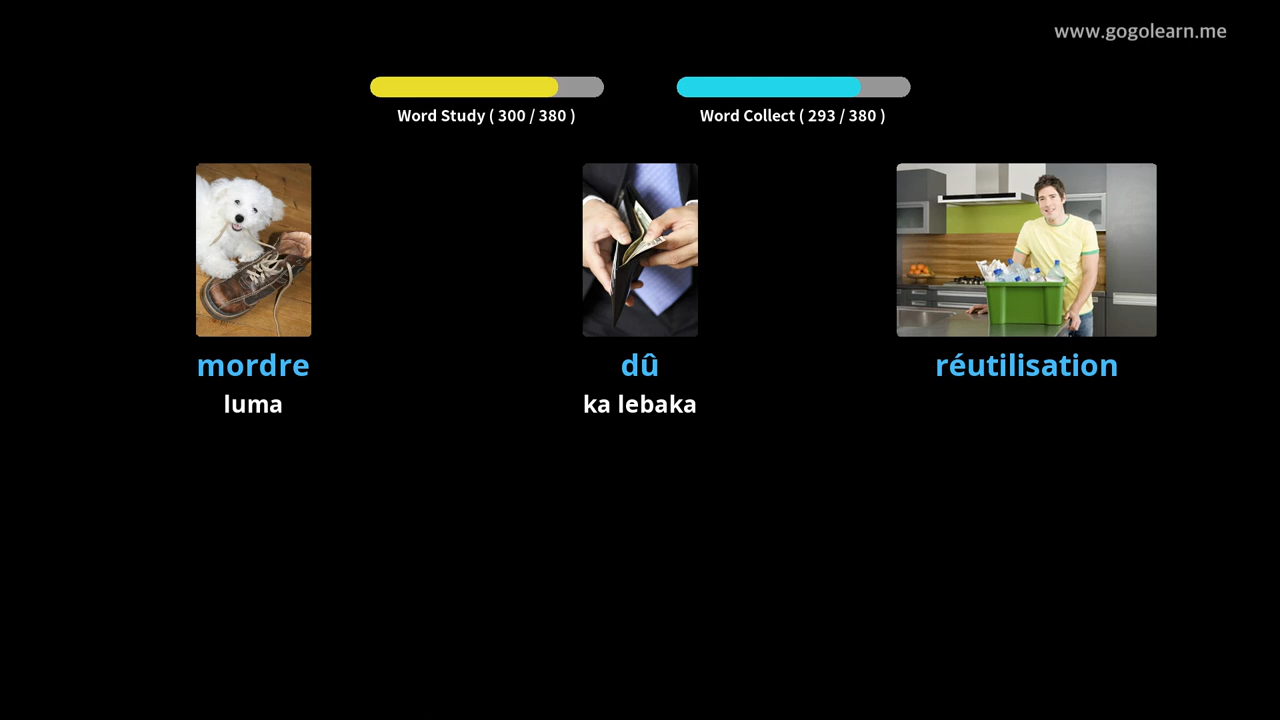 www.gogolearn.me
Word Study ( 300 / 380 )
Word Collect ( 293 / 380 )
mordre
luma
dû
ka lebaka
réutilisation